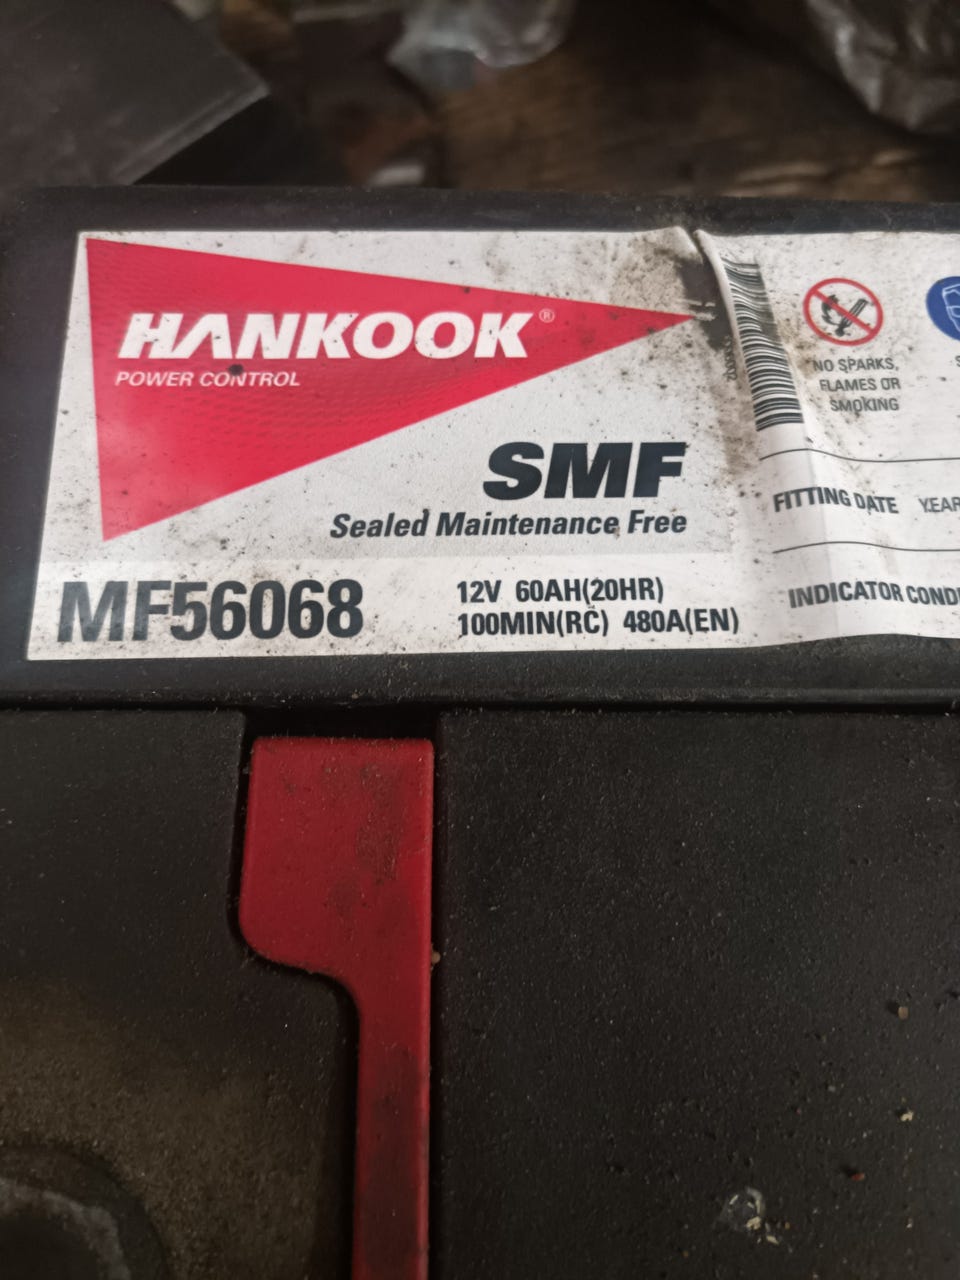 HANKOOK®
POWER CONTROL
SMF
Sealed Maintenance Free
MF56068
12V 60AH(20HR)
100MIN(RC) 480A(EN)
NO SPARKS,
FLAMES OR
SMOKING
FITTING DATE YEAR
INDICATOR